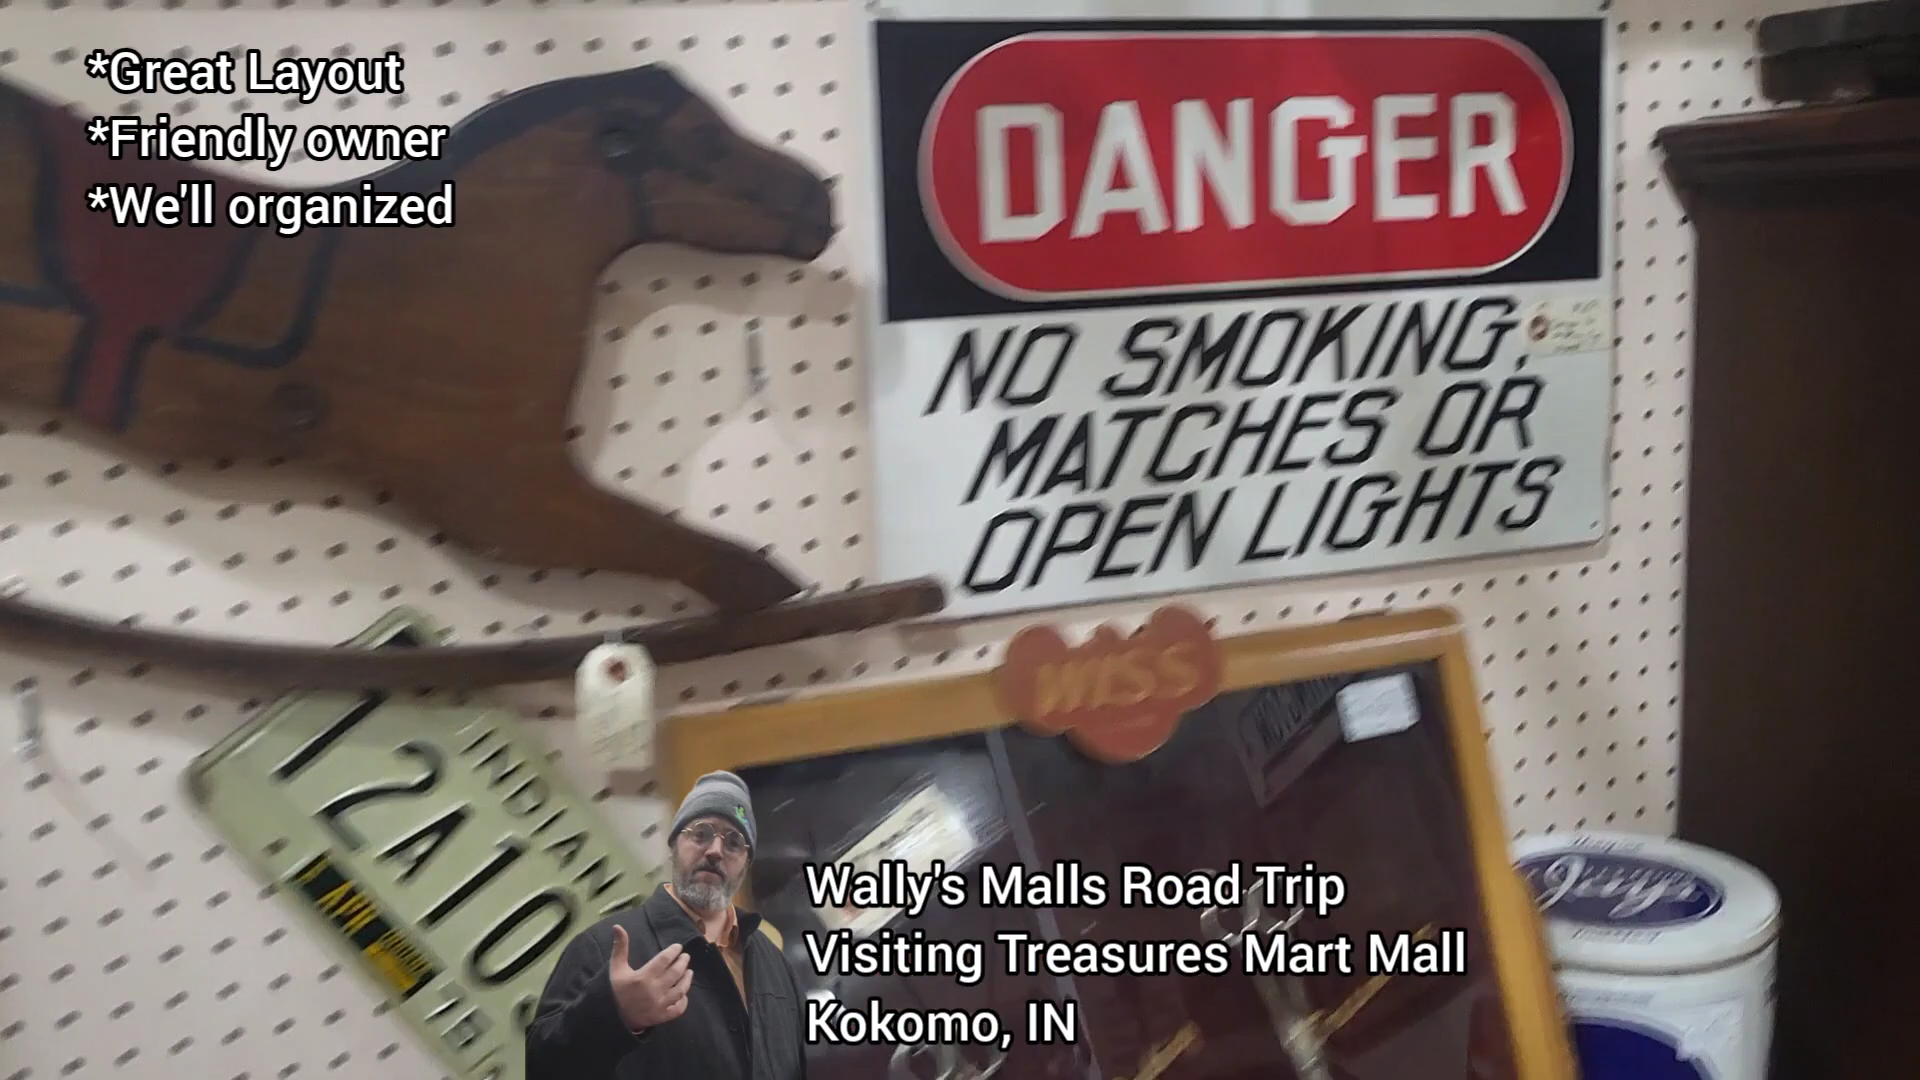 *Great Layout
*Friendly owner
*We'll organized
DANGER
NO SMOKING,
MATCHES OR
OPEN LIGHTS
WISS
INDIANA
12A10
APR
Wally's Malls Road Trip
Visiting Treasures Mart Mall
Kokomo, IN